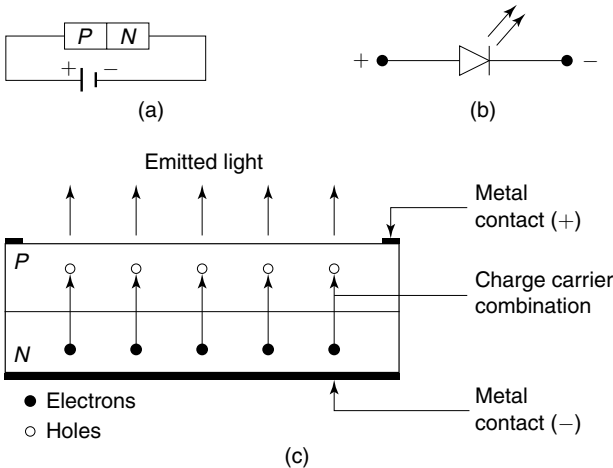 P N
+ −
(a)
+ −
(b)
Emitted light
Metal
contact (+)
P
Charge carrier
combination
N
Metal
contact (−)
Electrons
Holes
(c)